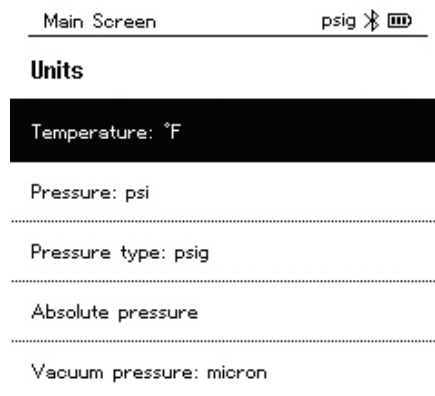 Main Screen psig
Units
Temperature: °F
Pressure: psi
Pressure type: psig
Absolute pressure
Vacuum pressure: micron